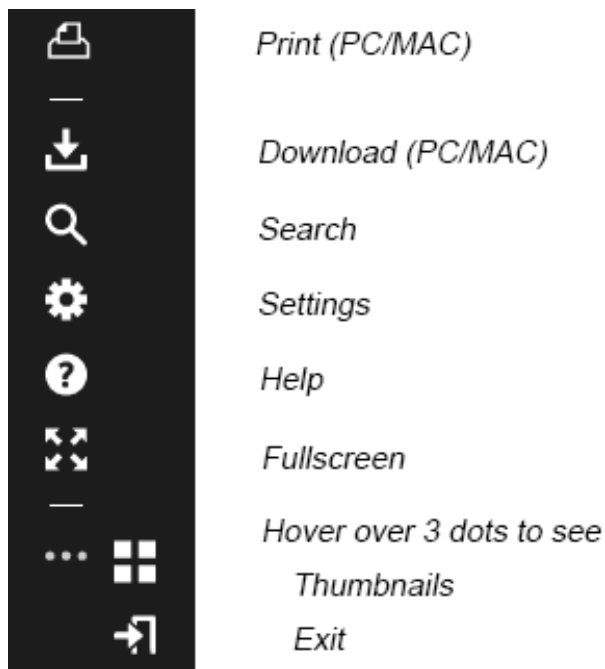 Print (PC/MAC)
Download (PC/MAC)
Search
Settings
?
Help
Fullscreen
Hover over 3 dots to see
Thumbnails
Exit